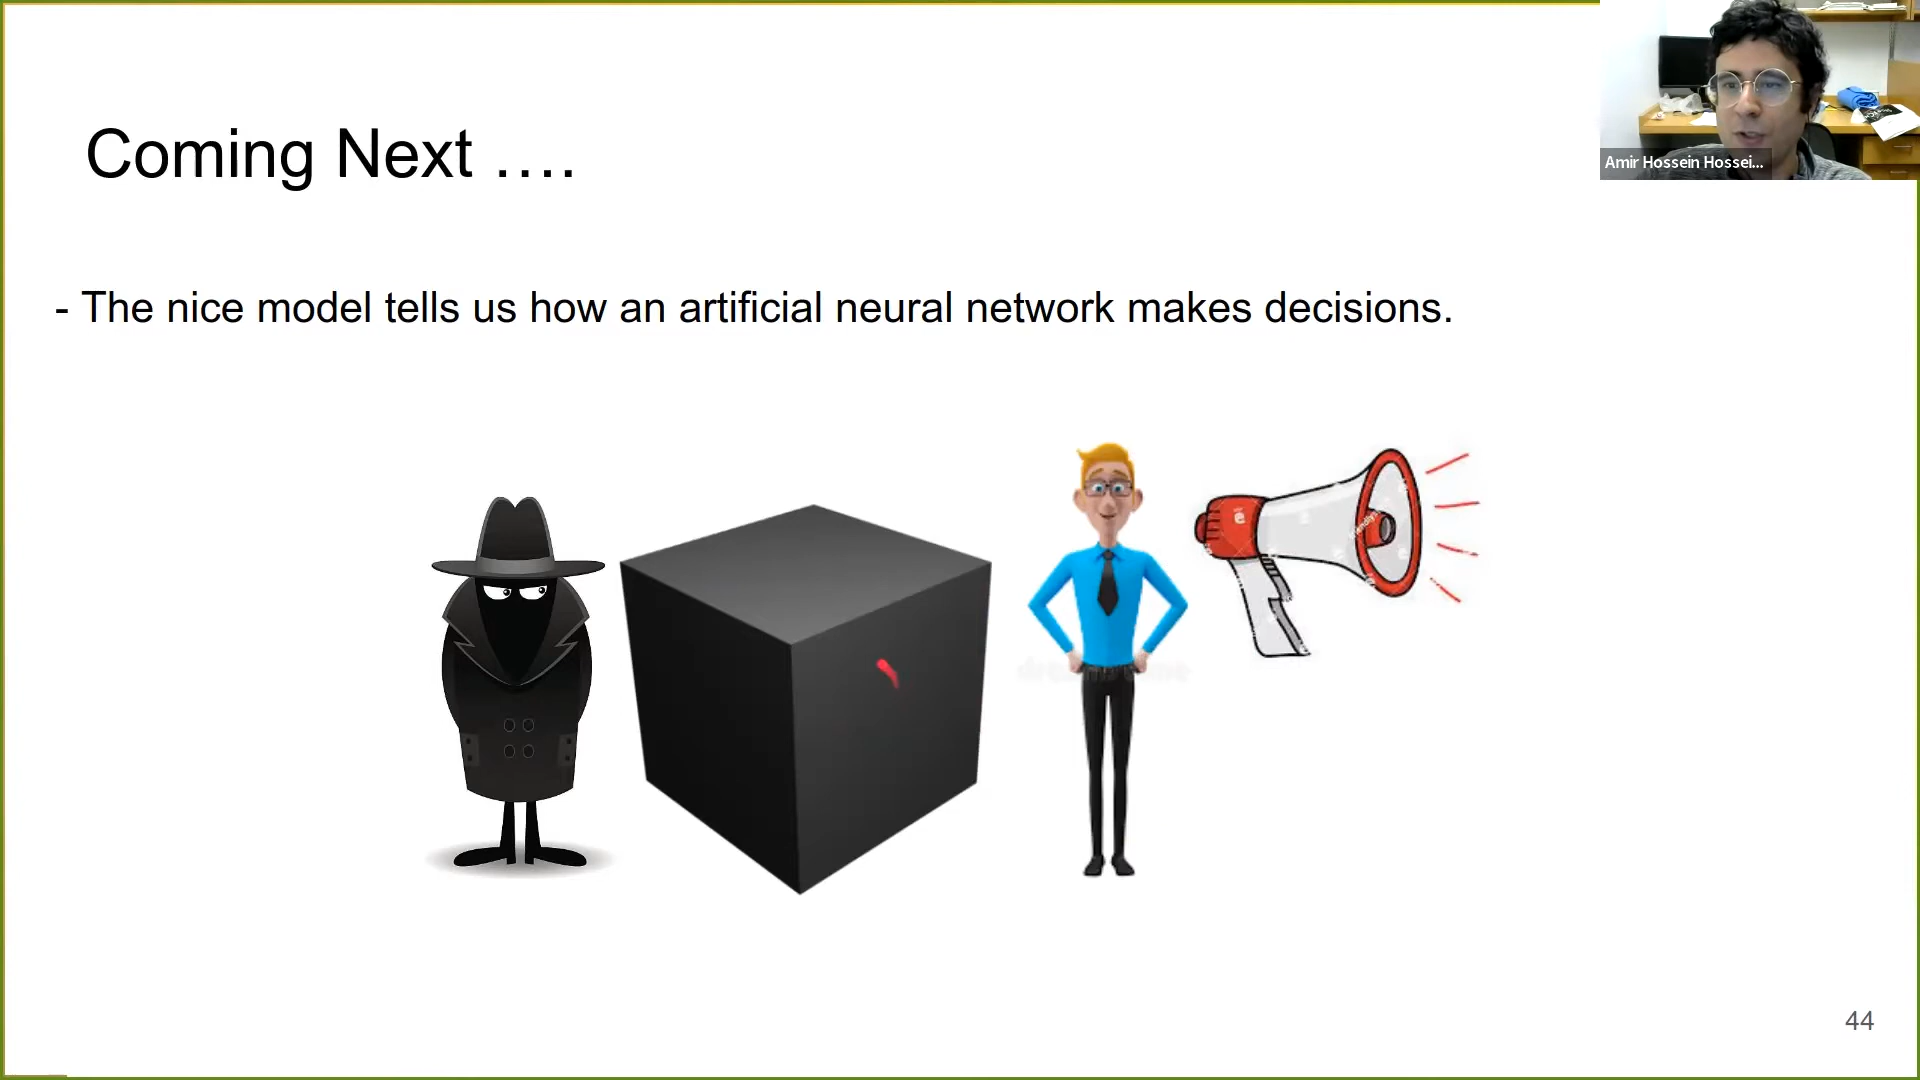 Coming Next ....
Amir Hossein Hossei...
- The nice model tells us how an artificial neural network makes decisions.
44